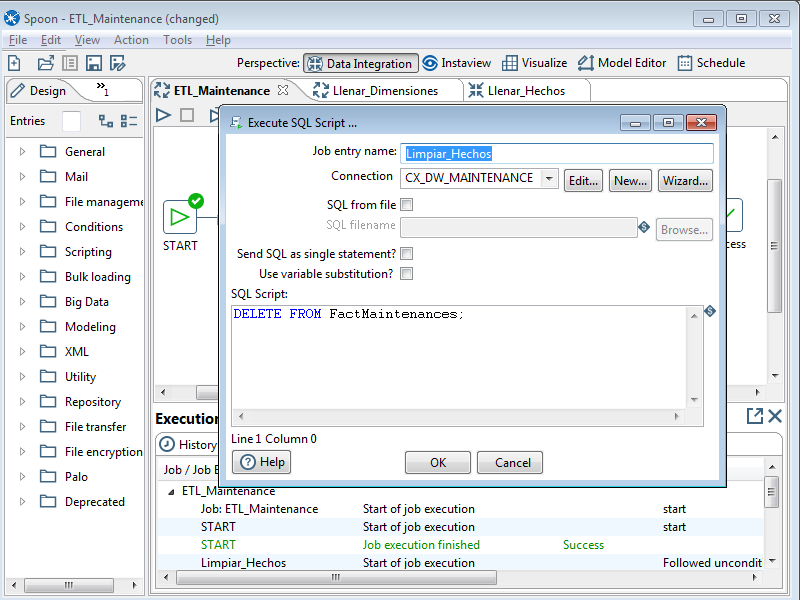 Spoon - ETL_Maintenance (changed)
File Edit View Action Tools Help
Perspective: Data Integration Instaview Visualize Model Editor Schedule
Design
1
ETL_Maintenance
Llenar_Dimensiones
Llenar_Hechos
Entries
General
Mail
File manageme
Conditions
Scripting
Bulk loading
Big Data
Modeling
XML
Utility
Repository
File transfer
File encryption
Palo
Deprecated
START
cess
Execute SQL Script ...
Job entry name: Limpiar_Hechos
Connection CX_DW_MAINTENANCE Edit... New... Wizard...
SQL from file
SQL filename Browse...
Send SQL as single statement?
Use variable substitution?
SQL Script:
DELETE FROM FactMaintenances;
Line 1 Column 0
Help OK Cancel
Execution
History
Job / Job E
ETL_Maintenance
Job: ETL_Maintenance Start of job execution start
START Start of job execution start
START Job execution finished Success
Limpiar_Hechos Start of job execution Followed uncondit